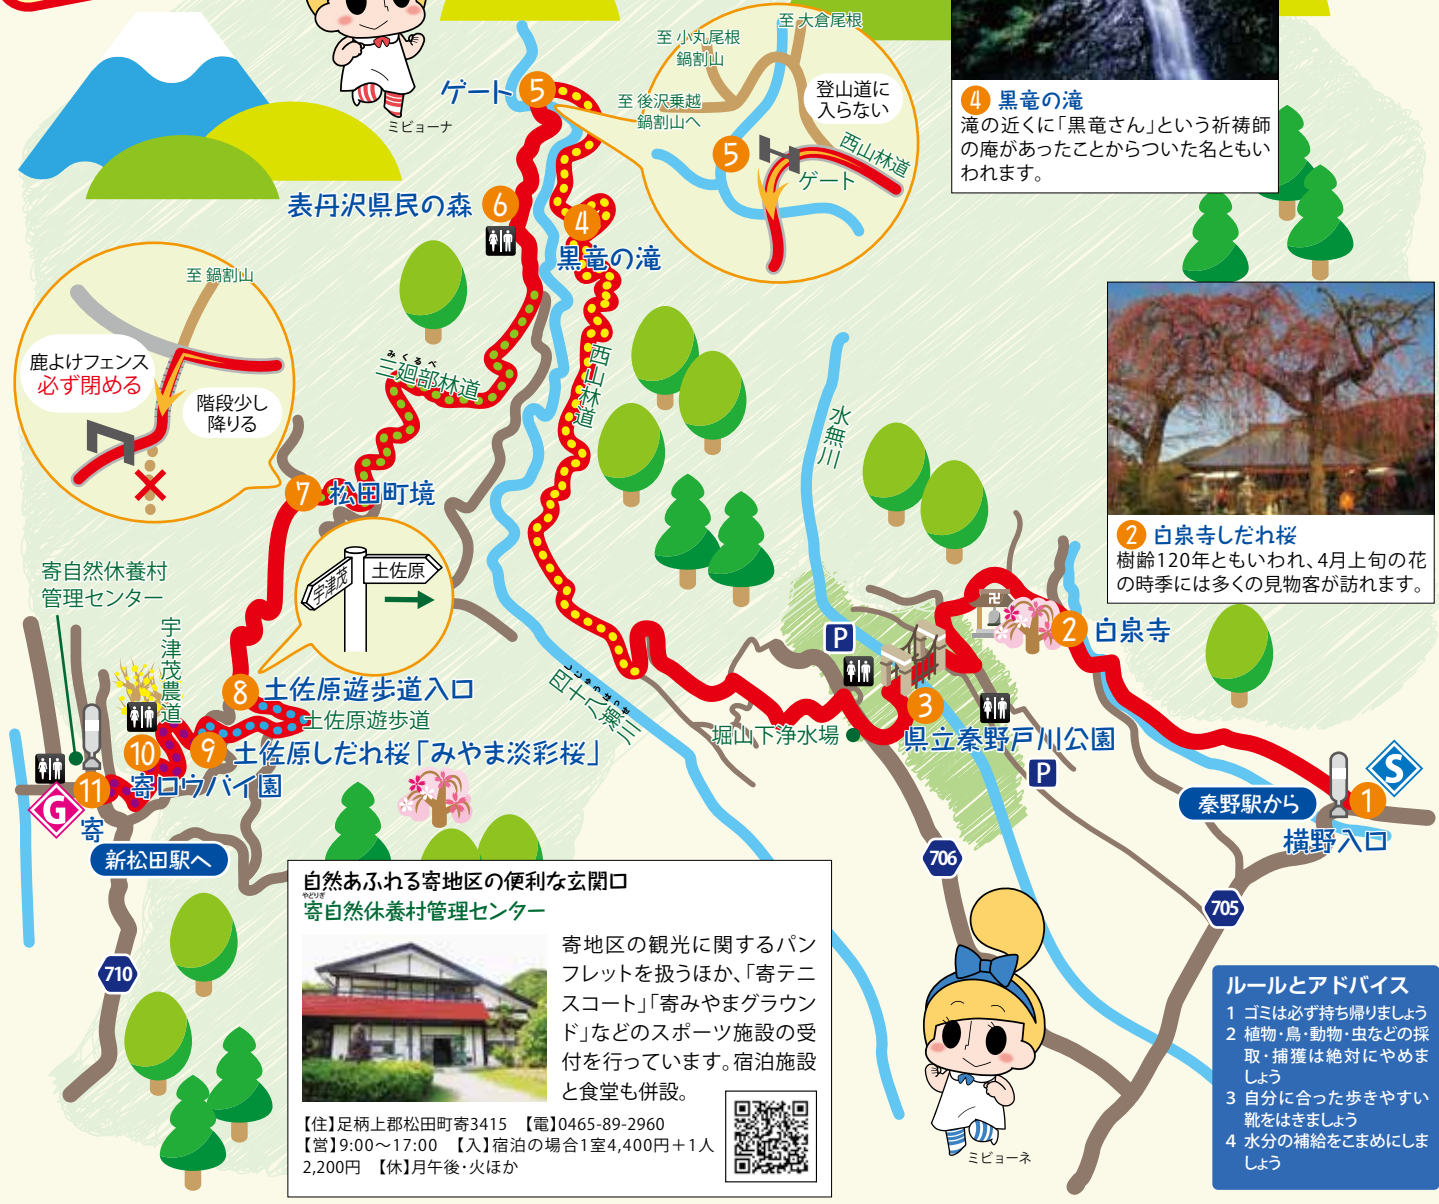 ミビョーナ
ゲート
5
至 小丸尾根
鍋割山
至 大倉尾根
至 後沢乗越
鍋割山へ
登山道に
入らない
5
西山林道
ゲート
4 黒竜の滝
滝の近くに「黒竜さん」という祈祷師
の庵があったことからついた名ともい
われます。
表丹沢県民の森
6
4
黒竜の滝
至 鍋割山
鹿よけフェンス
必ず閉める
階段少し
降りる
みくるべ
三廻部林道
西山林道
水無川
7
松田町境
2 白泉寺しだれ桜
樹齢120年ともいわれ、4月上旬の花
の時季には多くの見物客が訪れます。
宇津茂
土佐原
寄自然休養村
管理センター
宇津茂農道
8
土佐原遊歩道入口
土佐原遊歩道
9
土佐原しだれ桜「みやま淡彩桜」
10
寄ロウバイ園
11
G
寄
新松田駅へ
710
しじゅうはっせ
四十八瀬川
P
卍
2
白泉寺
3
堀山下浄水場
県立秦野戸川公園
P
S
1
秦野駅から
横野入口
706
705
自然あふれる寄地区の便利な玄関口
やどりぎ
寄自然休養村管理センター
寄地区の観光に関するパン
フレットを扱うほか、「寄テニ
スコート」「寄みやまグラウン
ド」などのスポーツ施設の受
付を行っています。宿泊施設
と食堂も併設。
【住】足柄上郡松田町寄3415 【電】0465-89-2960
【営】9:00〜17:00 【入】宿泊の場合1室4,400円+1人
2,200円 【休】月午後・火ほか
ミビョーネ
ルールとアドバイス
1 ゴミは必ず持ち帰りましょう
2 植物・鳥・動物・虫などの採
取・捕獲は絶対にやめま
しょう
3 自分に合った歩きやすい
靴をはきましょう
4 水分の補給をこまめにしま
しょう